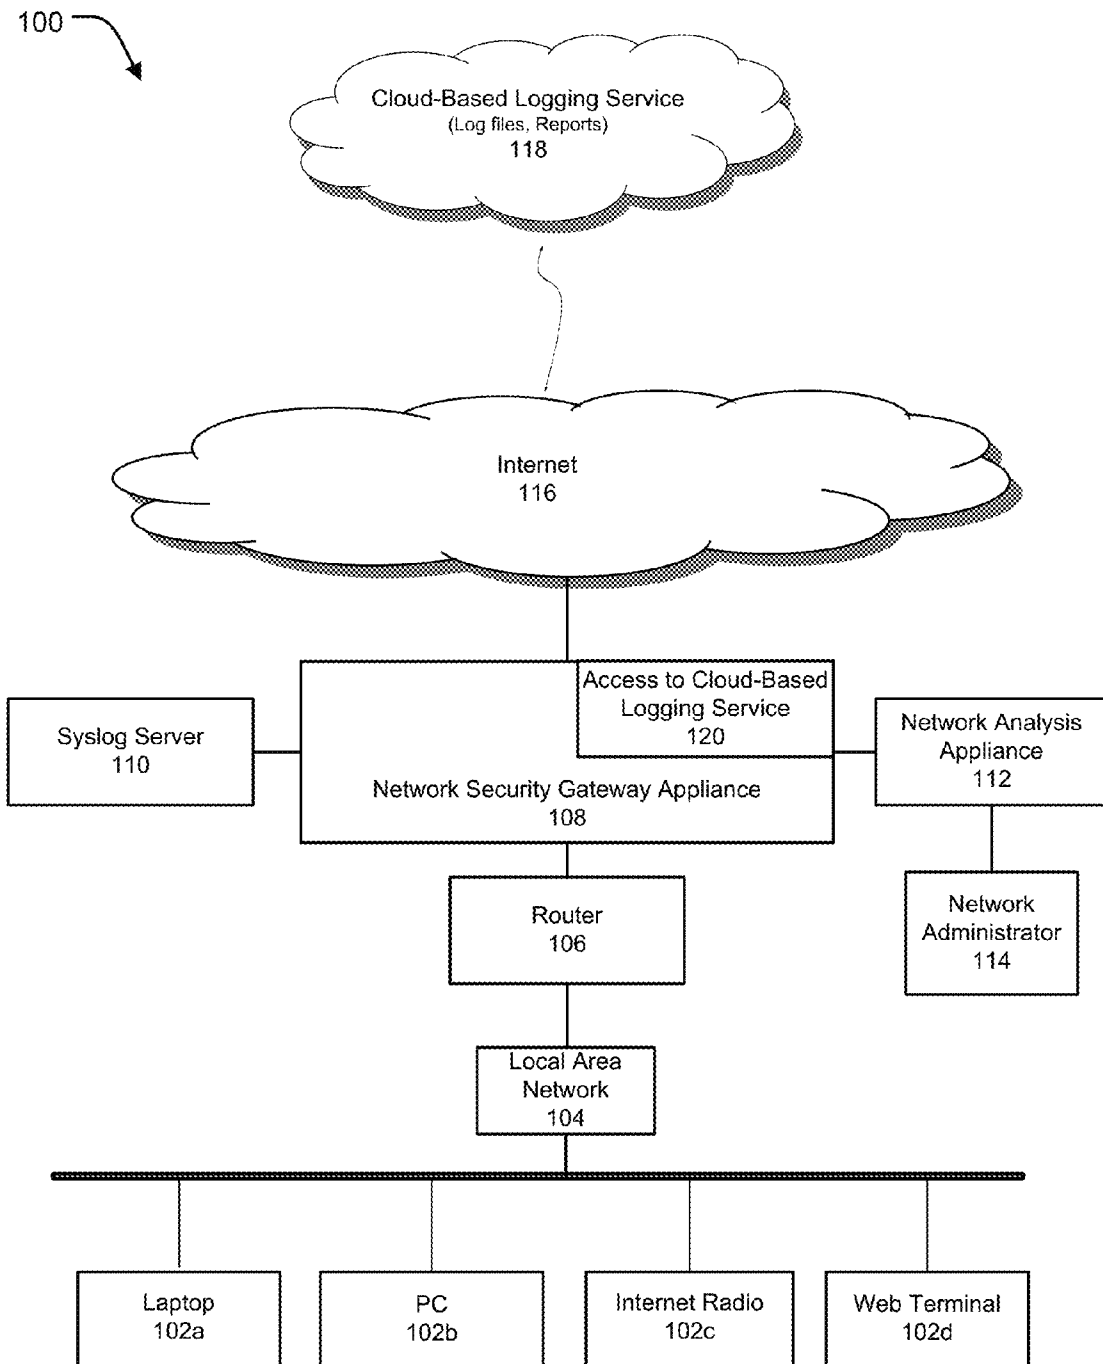 100
Cloud-Based Logging Service
(Log files, Reports)
118
Internet
116
Access to Cloud-Based
Logging Service
120
Syslog Server
110
Network Security Gateway Appliance
108
Network Analysis
Appliance
112
Router
106
Network
Administrator
114
Local Area
Network
104
Laptop
102a
PC
102b
Internet Radio
102c
Web Terminal
102d